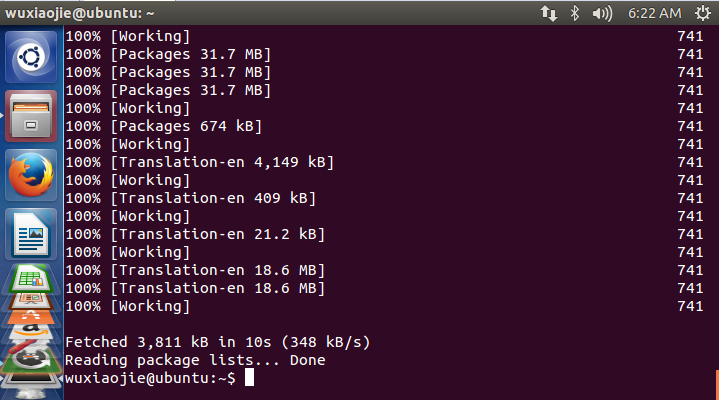 wuxiaojie@ubuntu: ~
6:22 AM
100% [Working] 741
100% [Packages 31.7 MB] 741
100% [Packages 31.7 MB] 741
100% [Packages 31.7 MB] 741
100% [Working] 741
100% [Packages 674 kB] 741
100% [Working] 741
100% [Translation-en 4,149 kB] 741
100% [Working] 741
100% [Translation-en 409 kB] 741
100% [Working] 741
100% [Translation-en 21.2 kB] 741
100% [Working] 741
100% [Translation-en 18.6 MB] 741
100% [Translation-en 18.6 MB] 741
100% [Working] 741
Fetched 3,811 kB in 10s (348 kB/s)
Reading package lists... Done
wuxiaojie@ubuntu:~$